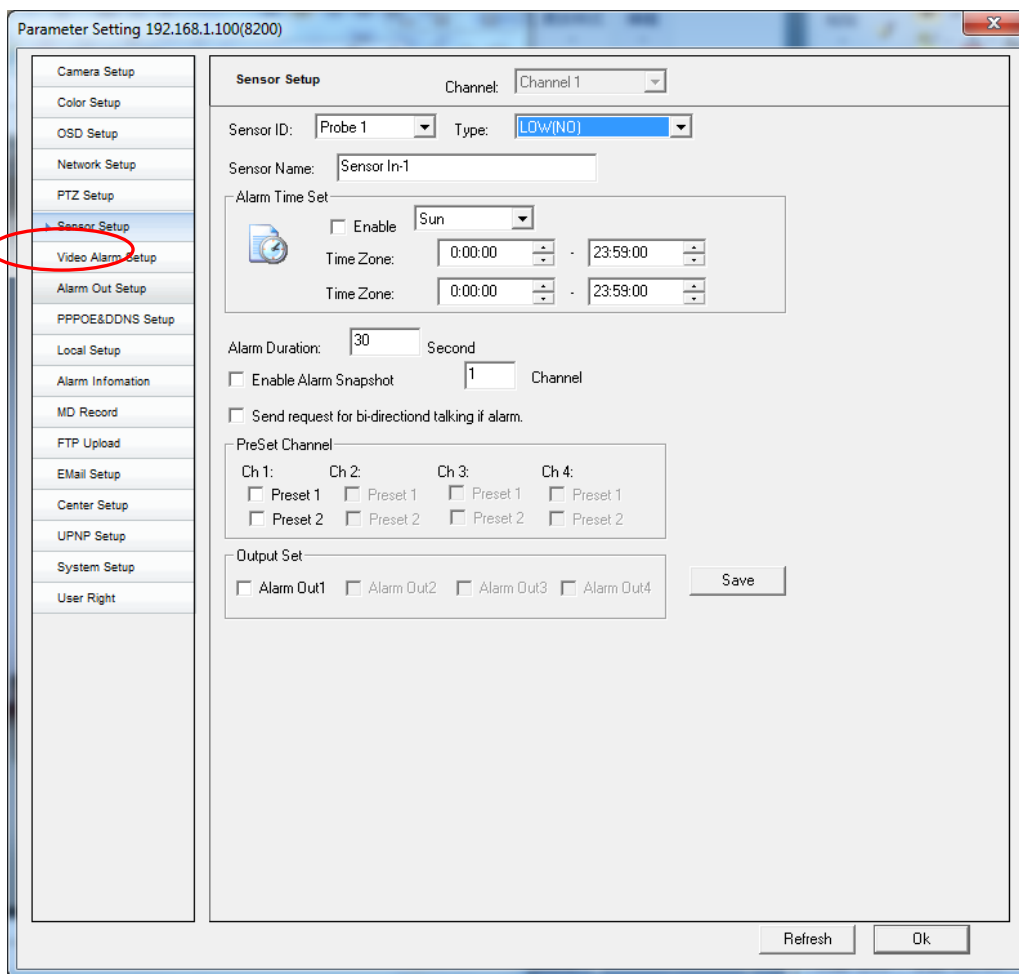 Parameter Setting 192.168.1.100(8200)
Camera Setup
Color Setup
OSD Setup
Network Setup
PTZ Setup
Sensor Setup
Video Alarm Setup
Alarm Out Setup
PPPOE&DDNS Setup
Local Setup
Alarm Infomation
MD Record
FTP Upload
EMail Setup
Center Setup
UPNP Setup
System Setup
User Right
Sensor Setup Channel: Channel 1
Sensor ID: Probe 1 Type: LOW(NO)
Sensor Name: Sensor In-1
Alarm Time Set
Enable Sun
Time Zone: 0:00:00 - 23:59:00
Time Zone: 0:00:00 - 23:59:00
Alarm Duration: 30 Second
Enable Alarm Snapshot 1 Channel
Send request for bi-directiond talking if alarm.
PreSet Channel
Ch 1: Ch 2: Ch 3: Ch 4:
Preset 1 Preset 1 Preset 1 Preset 1
Preset 2 Preset 2 Preset 2 Preset 2
Output Set
Alarm Out1 Alarm Out2 Alarm Out3 Alarm Out4
Save
Refresh Ok